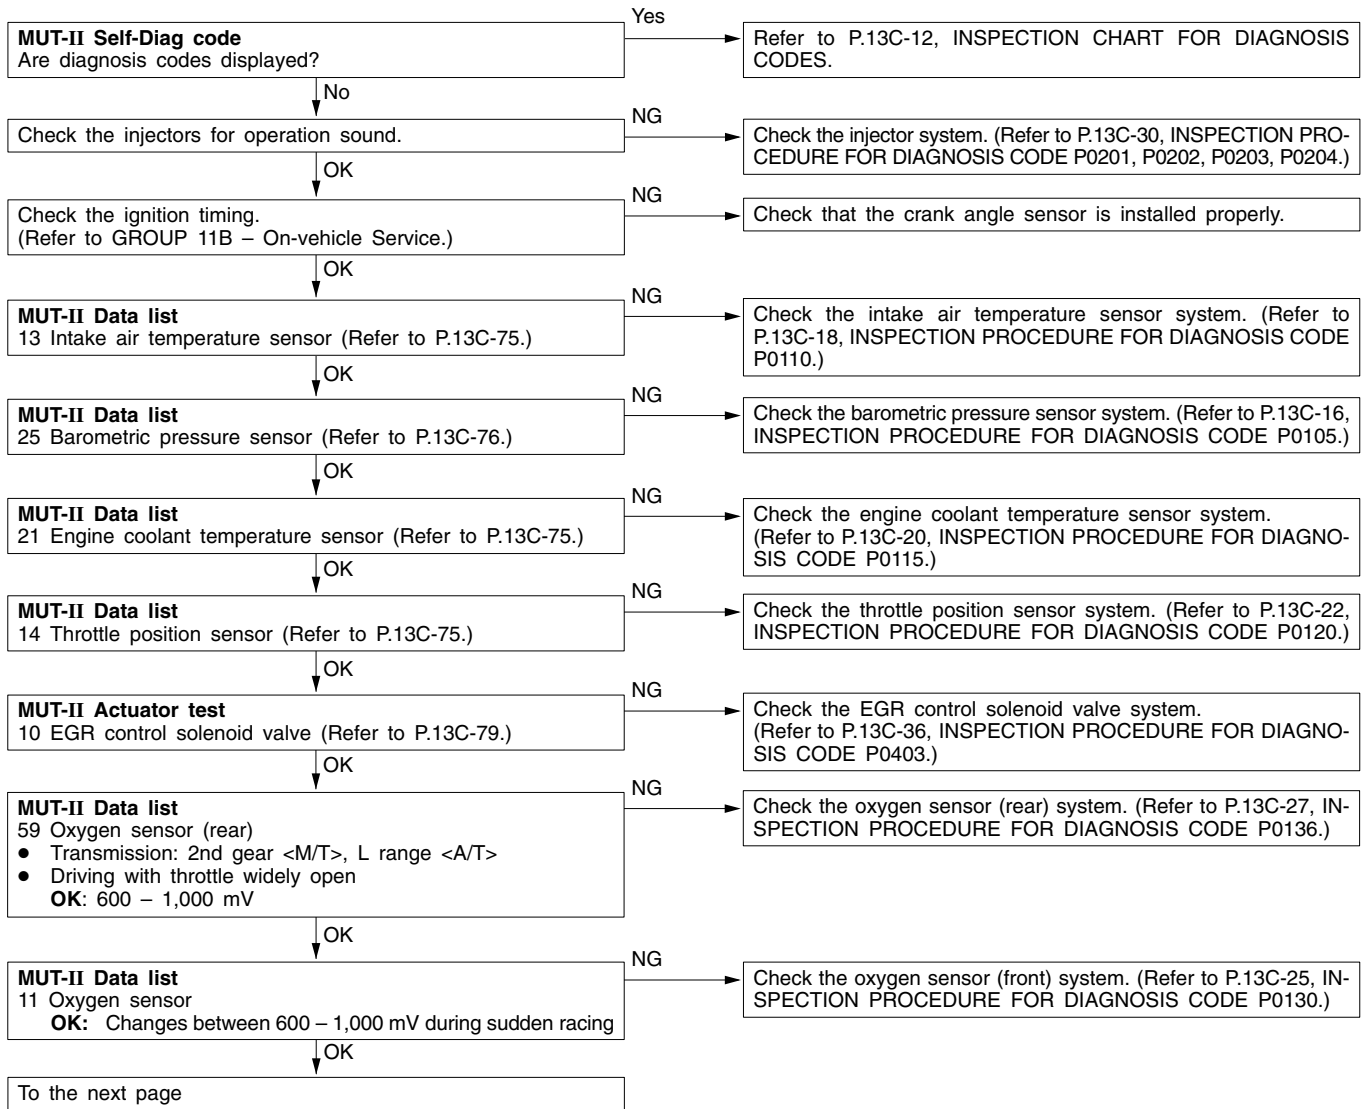 Yes
MUT-II Self-Diag code
Are diagnosis codes displayed?
Refer to P.13C-12, INSPECTION CHART FOR DIAGNOSIS
CODES.
No
NG
Check the injectors for operation sound.
Check the injector system. (Refer to P.13C-30, INSPECTION PRO-
CEDURE FOR DIAGNOSIS CODE P0201, P0202, P0203, P0204.)
OK
NG
Check the ignition timing.
(Refer to GROUP 11B – On-vehicle Service.)
Check that the crank angle sensor is installed properly.
OK
NG
MUT-II Data list
13 Intake air temperature sensor (Refer to P.13C-75.)
Check the intake air temperature sensor system. (Refer to
P.13C-18, INSPECTION PROCEDURE FOR DIAGNOSIS CODE
P0110.)
OK
NG
MUT-II Data list
25 Barometric pressure sensor (Refer to P.13C-76.)
Check the barometric pressure sensor system. (Refer to P.13C-16,
INSPECTION PROCEDURE FOR DIAGNOSIS CODE P0105.)
OK
NG
MUT-II Data list
21 Engine coolant temperature sensor (Refer to P.13C-75.)
Check the engine coolant temperature sensor system.
(Refer to P.13C-20, INSPECTION PROCEDURE FOR DIAGNO-
SIS CODE P0115.)
OK
NG
MUT-II Data list
14 Throttle position sensor (Refer to P.13C-75.)
Check the throttle position sensor system. (Refer to P.13C-22,
INSPECTION PROCEDURE FOR DIAGNOSIS CODE P0120.)
OK
NG
MUT-II Actuator test
10 EGR control solenoid valve (Refer to P.13C-79.)
Check the EGR control solenoid valve system.
(Refer to P.13C-36, INSPECTION PROCEDURE FOR DIAGNO-
SIS CODE P0403.)
OK
NG
MUT-II Data list
59 Oxygen sensor (rear)
● Transmission: 2nd gear <M/T>, L range <A/T>
● Driving with throttle widely open
OK: 600 – 1,000 mV
Check the oxygen sensor (rear) system. (Refer to P.13C-27, IN-
SPECTION PROCEDURE FOR DIAGNOSIS CODE P0136.)
OK
NG
MUT-II Data list
11 Oxygen sensor
OK: Changes between 600 – 1,000 mV during sudden racing
Check the oxygen sensor (front) system. (Refer to P.13C-25, IN-
SPECTION PROCEDURE FOR DIAGNOSIS CODE P0130.)
OK
To the next page